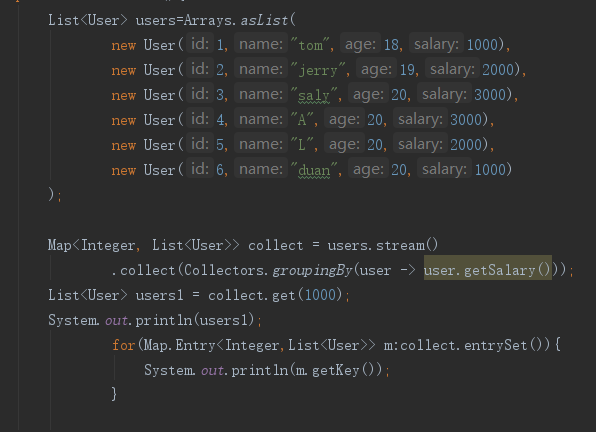 List<User> users=Arrays.asList(
new User( id: 1, name: "tom", age: 18, salary: 1000),
new User( id: 2, name: "jerry", age: 19, salary: 2000),
new User( id: 3, name: "saly", age: 20, salary: 3000),
new User( id: 4, name: "A", age: 20, salary: 3000),
new User( id: 5, name: "L", age: 20, salary: 2000),
new User( id: 6, name: "duan", age: 20, salary: 1000)
);
Map<Integer, List<User>> collect = users.stream()
.collect(Collectors.groupingBy(user -> user.getSalary()));
List<User> users1 = collect.get(1000);
System.out.println(users1);
for(Map.Entry<Integer,List<User>> m:collect.entrySet()){
System.out.println(m.getKey());
}